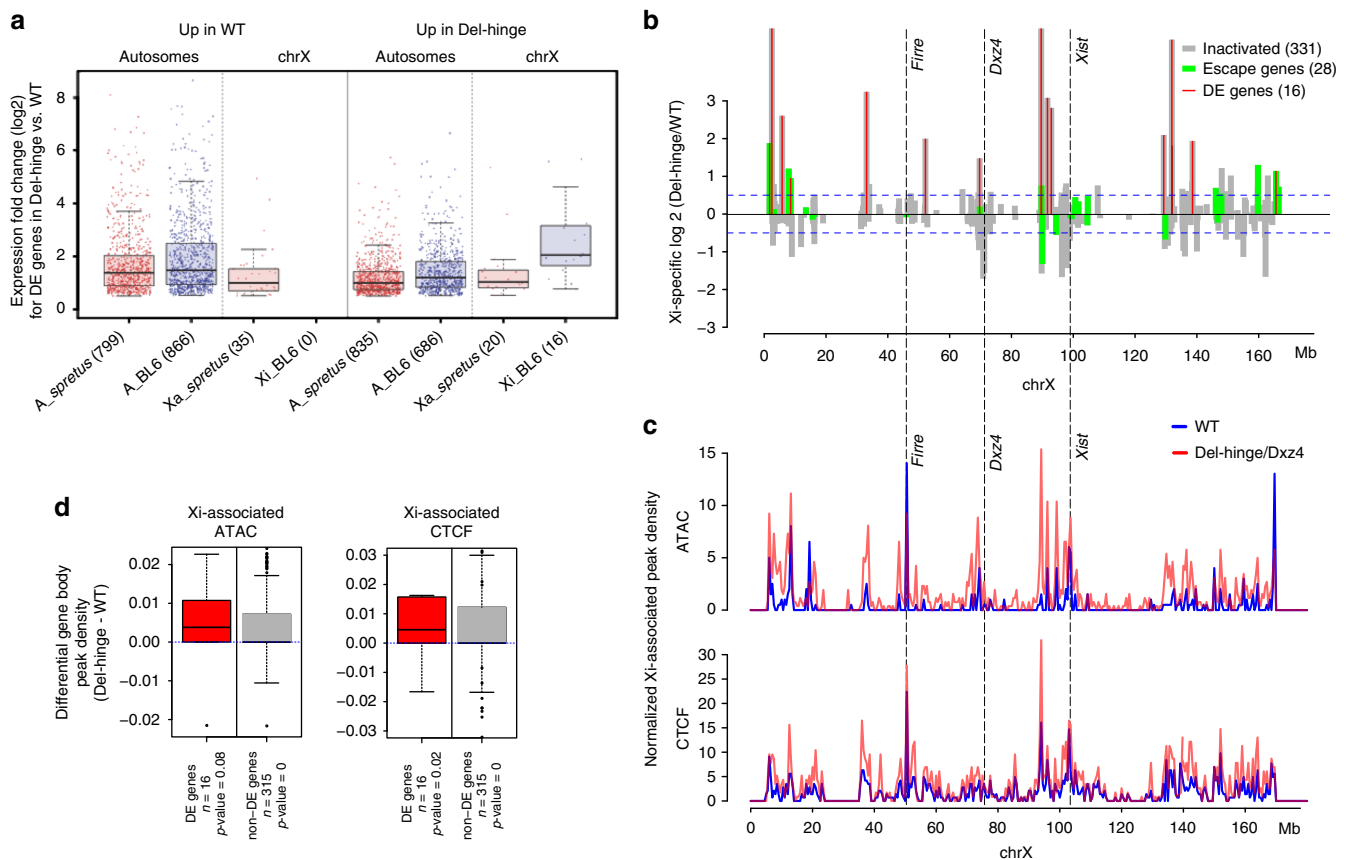 a
Up in WT
Up in Del-hinge
Autosomes
chrX
Autosomes
chrX
Expression fold change (log2)
for DE genes in Del-hinge vs. WT
8
6
4
2
0
A_spretus (799)
A_BL6 (866)
Xa_spretus (35)
Xi_BL6 (0)
A_spretus (835)
A_BL6 (686)
Xa_spretus (20)
Xi_BL6 (16)
b
Firre
Dxz4
Xist
Inactivated (331)
Escape genes (28)
DE genes (16)
Xi-specific log 2 (Del-hinge/WT)
3
2
1
0
−1
−2
−3
0
20
40
60
80
100
120
140
160
Mb
chrX
c
Firre
Dxz4
Xist
WT
Del-hinge/Dxz4
Normalized Xi-associated peak density
ATAC
15
10
5
0
CTCF
30
25
20
15
10
5
0
0
20
40
60
80
100
120
140
160
Mb
chrX
d
Xi-associated
ATAC
Xi-associated
CTCF
Differential gene body
peak density
(Del-hinge - WT)
0.02
0.01
0.00
−0.01
−0.02
0.03
0.02
0.01
0.00
−0.01
−0.02
−0.03
DE genes
n = 16
p-value = 0.08
non-DE genes
n = 315
p-value = 0
DE genes
n = 16
p-value = 0.02
non-DE genes
n = 315
p-value = 0